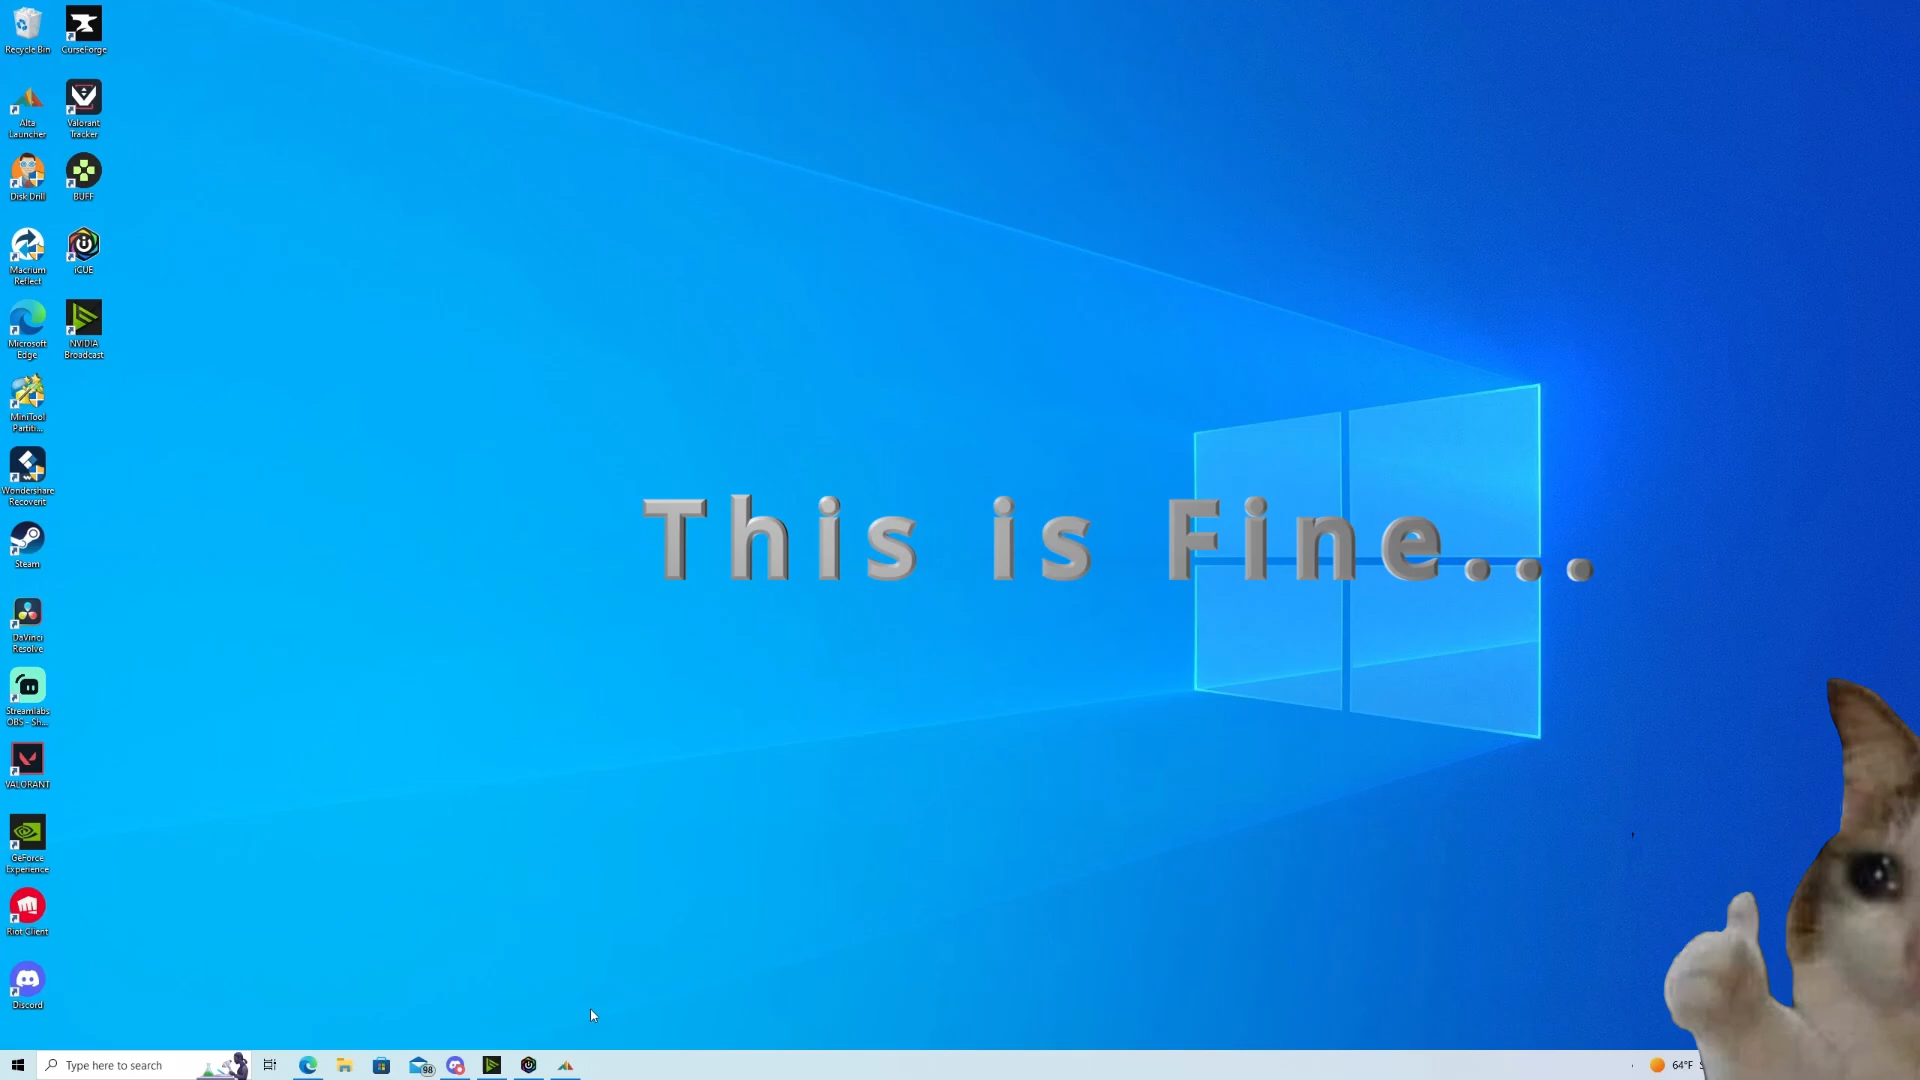 Recycle Bin
CurseForge
Alta
Launcher
Valorant
Tracker
Disk Drill
BUFF
Macrium
Reflect
iCUE
Microsoft
Edge
NVIDIA
Broadcast
MiniTool
Partiti...
Wondershare
Recoverit
Steam
DaVinci
Resolve
Streamlabs
OBS - Sh...
VALORANT
GeForce
Experience
Riot Client
Discord
This is Fine...
Type here to search
98
64°F